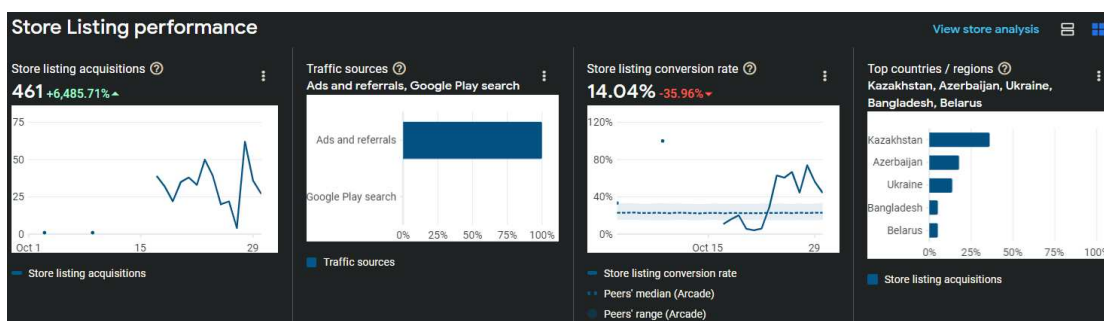 Store Listing performance
View store analysis
Store listing acquisitions
461 +6,485.71%
75
50
25
0
Oct 1
15
29
Store listing acquisitions
Traffic sources
Ads and referrals, Google Play search
Ads and referrals
Google Play search
0%
25%
50%
75%
100%
Traffic sources
Store listing conversion rate
14.04% -35.96%
120%
80%
40%
0%
Oct 15
29
Store listing conversion rate
Peers' median (Arcade)
Peers' range (Arcade)
Top countries / regions
Kazakhstan, Azerbaijan, Ukraine,
Bangladesh, Belarus
Kazakhstan
Azerbaijan
Ukraine
Bangladesh
Belarus
0%
25%
50%
75%
100%
Store listing acquisitions